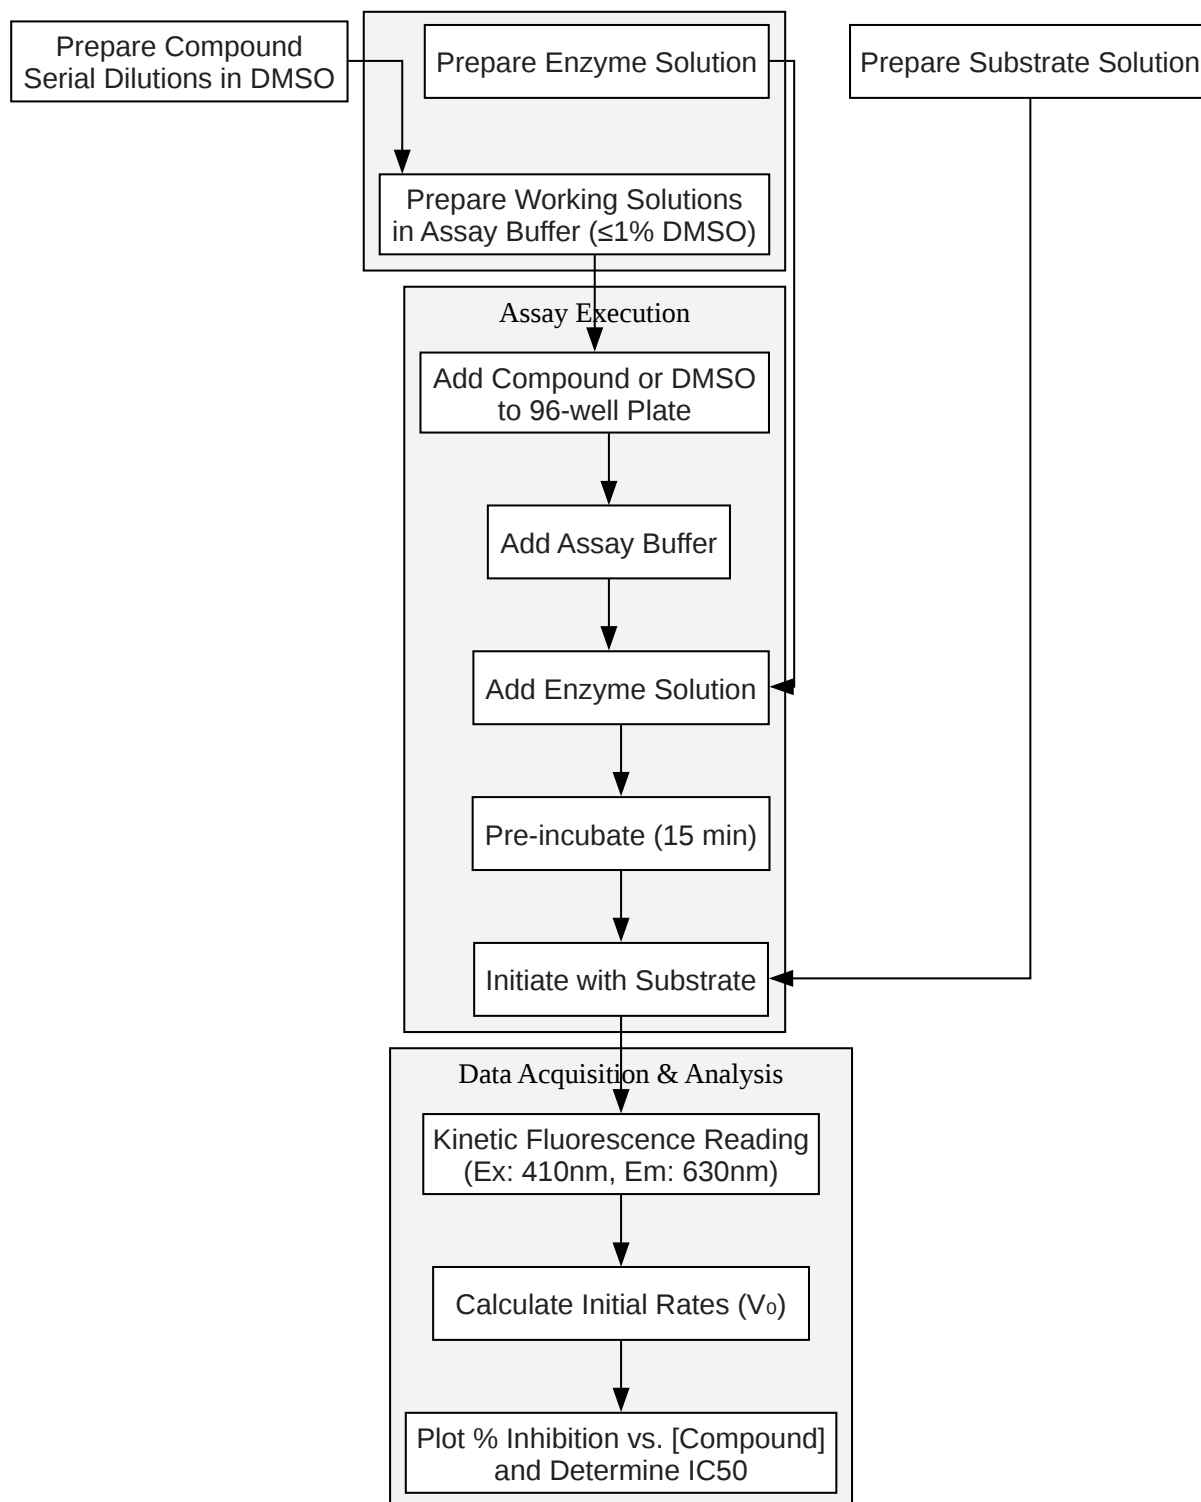 Prepare Compound
Serial Dilutions in DMSO
Prepare Enzyme Solution
Prepare Substrate Solution
Prepare Working Solutions
in Assay Buffer (≤1% DMSO)
Assay Execution
Add Compound or DMSO
to 96-well Plate
Add Assay Buffer
Add Enzyme Solution
Pre-incubate (15 min)
Initiate with Substrate
Data Acquisition & Analysis
Kinetic Fluorescence Reading
(Ex: 410nm, Em: 630nm)
Calculate Initial Rates (V₀)
Plot % Inhibition vs. [Compound]
and Determine IC50